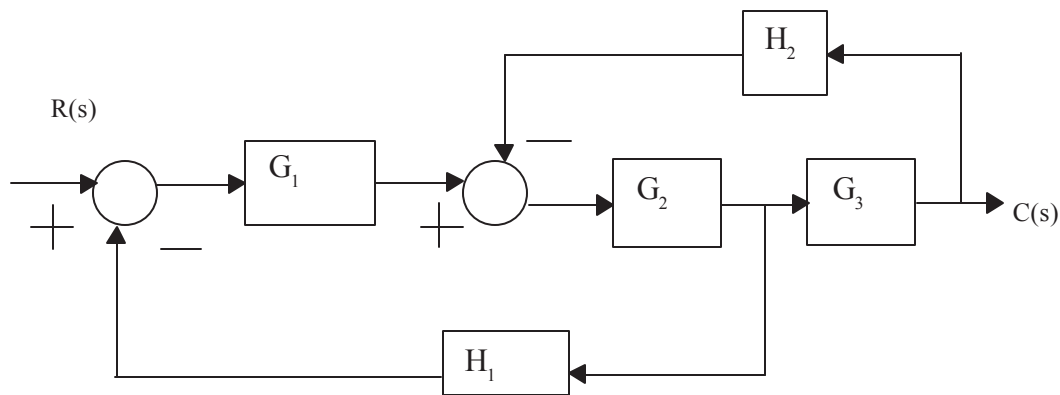 H₂
R(s)
G₁
G₂
G₃
C(s)
+
−
+
−
H₁